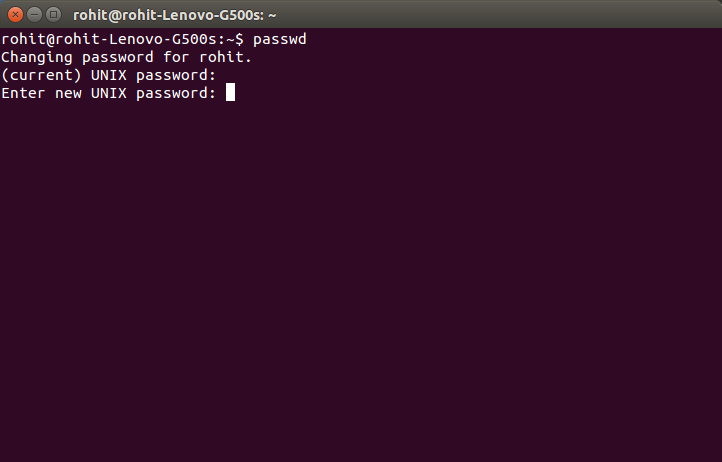 rohit@rohit-Lenovo-G500s: ~
rohit@rohit-Lenovo-G500s:~$ passwd
Changing password for rohit.
(current) UNIX password:
Enter new UNIX password: